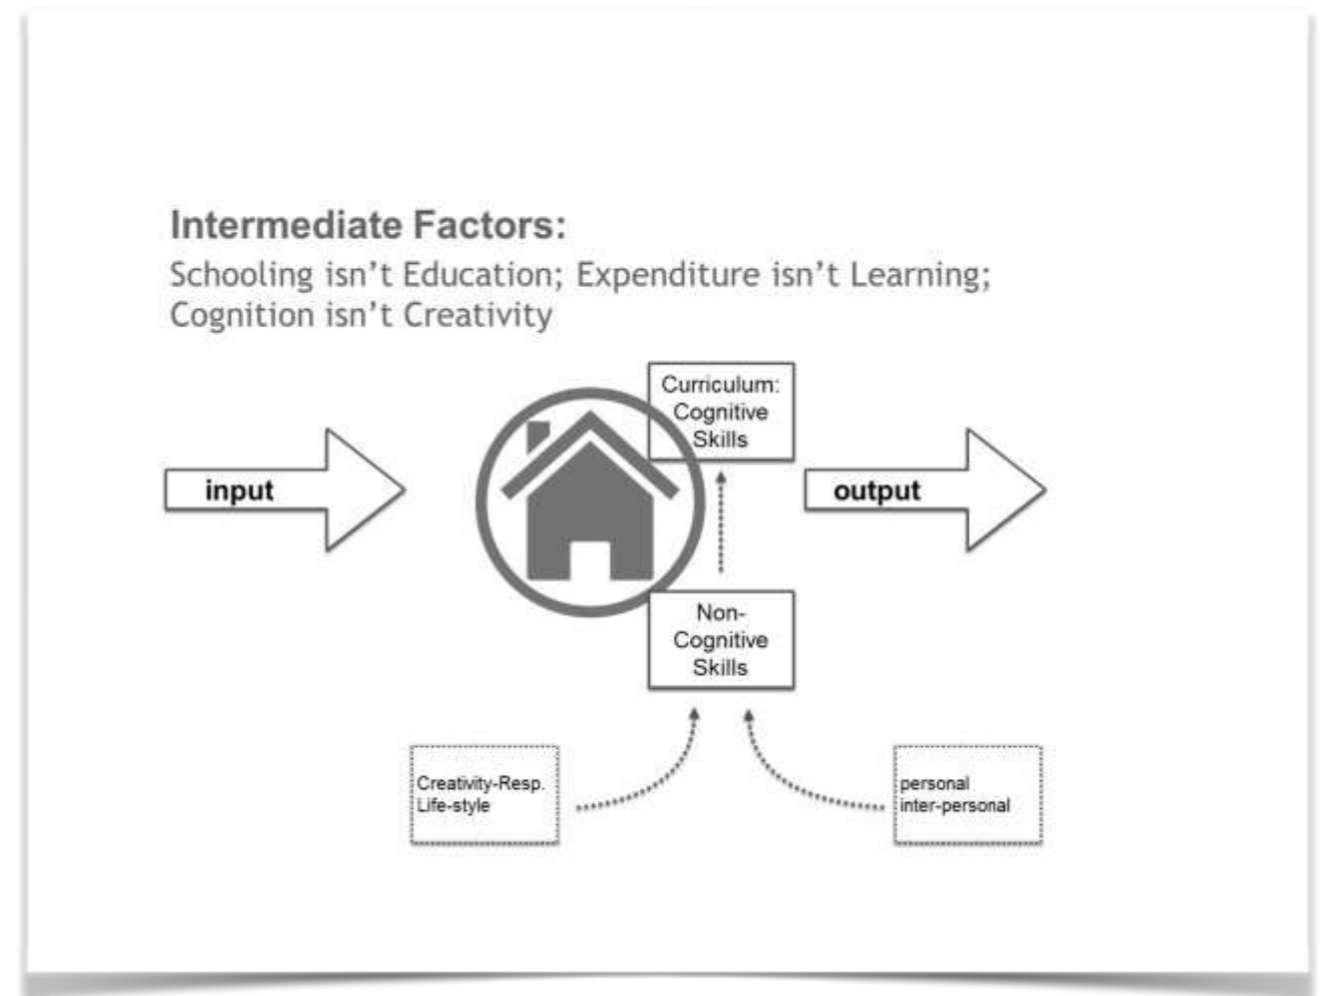 Intermediate Factors:
Schooling isn't Education; Expenditure isn't Learning;
Cognition isn't Creativity
Curriculum:
Cognitive
Skills
input
output
Non-
Cognitive
Skills
Creativity-Resp.
Life-style
personal
inter-personal